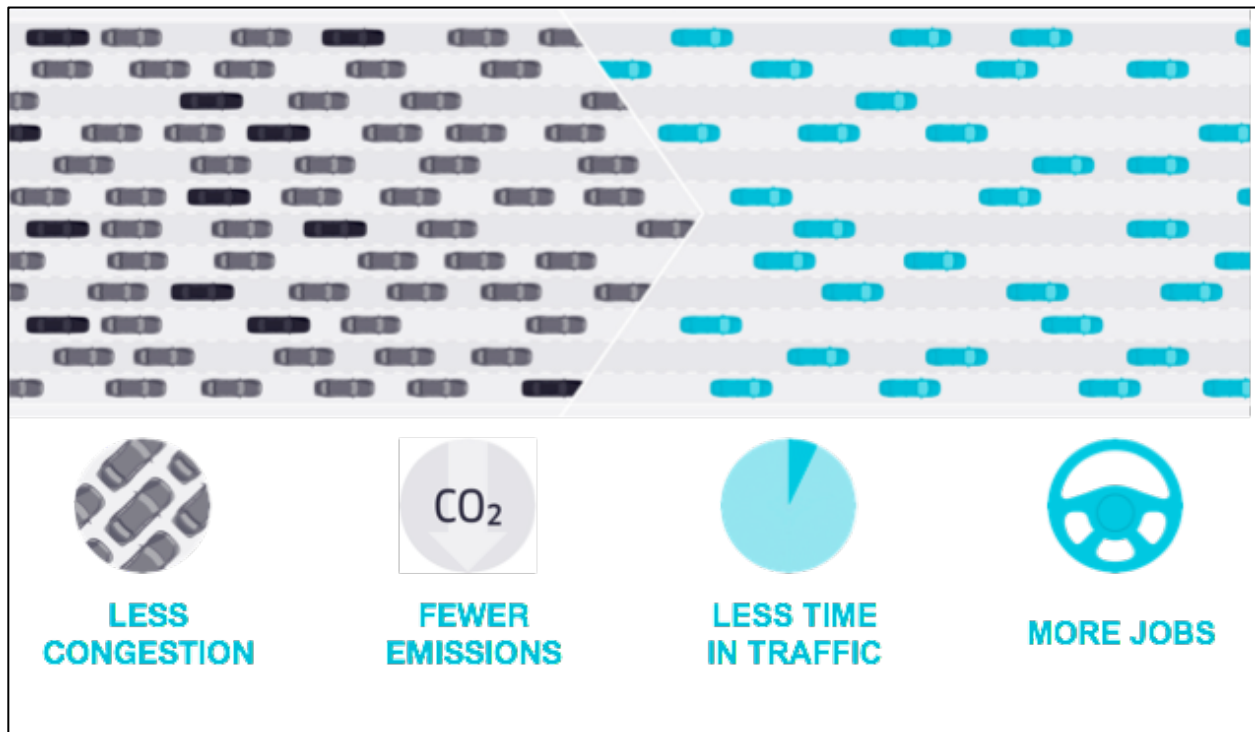 CO₂
LESS
CONGESTION
FEWER
EMISSIONS
LESS TIME
IN TRAFFIC
MORE JOBS